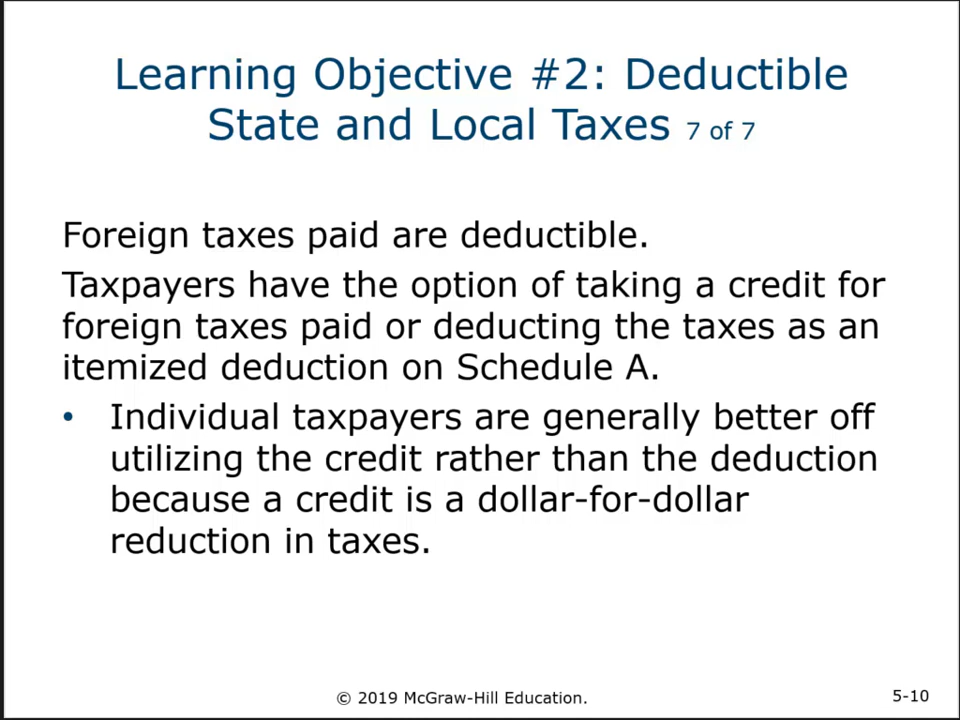 Learning Objective #2: Deductible
State and Local Taxes 7 of 7
Foreign taxes paid are deductible.
Taxpayers have the option of taking a credit for
foreign taxes paid or deducting the taxes as an
itemized deduction on Schedule A.
• Individual taxpayers are generally better off
utilizing the credit rather than the deduction
because a credit is a dollar-for-dollar
reduction in taxes.
© 2019 McGraw-Hill Education.
5-10